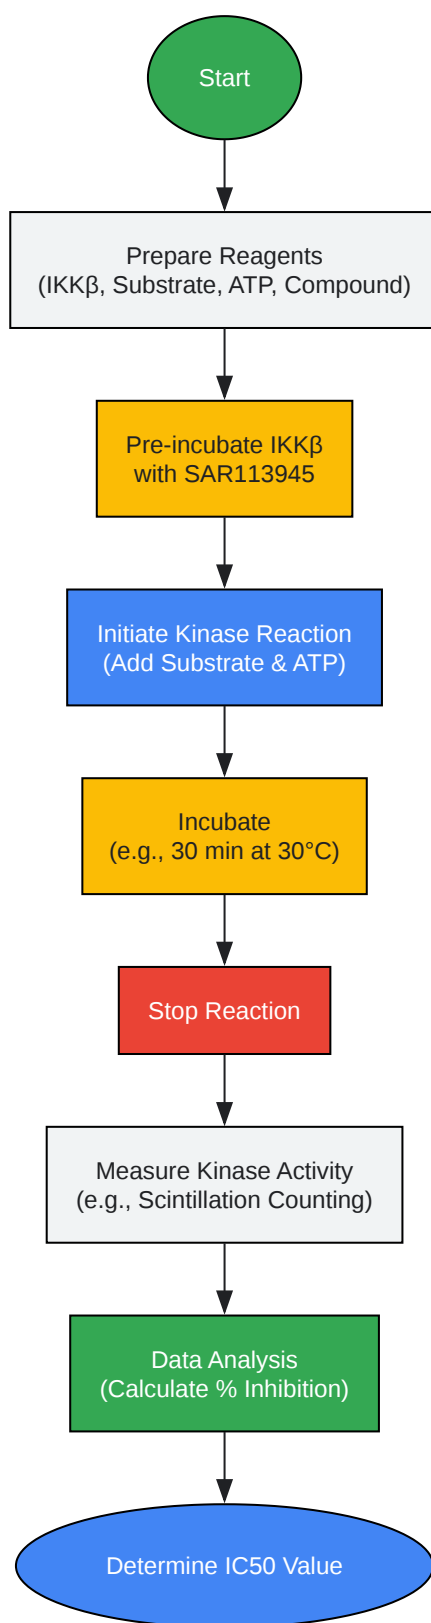 Start
Prepare Reagents
(IKKβ, Substrate, ATP, Compound)
Pre-incubate IKKβ
with SAR113945
Initiate Kinase Reaction
(Add Substrate & ATP)
Incubate
(e.g., 30 min at 30°C)
Stop Reaction
Measure Kinase Activity
(e.g., Scintillation Counting)
Data Analysis
(Calculate % Inhibition)
Determine IC50 Value